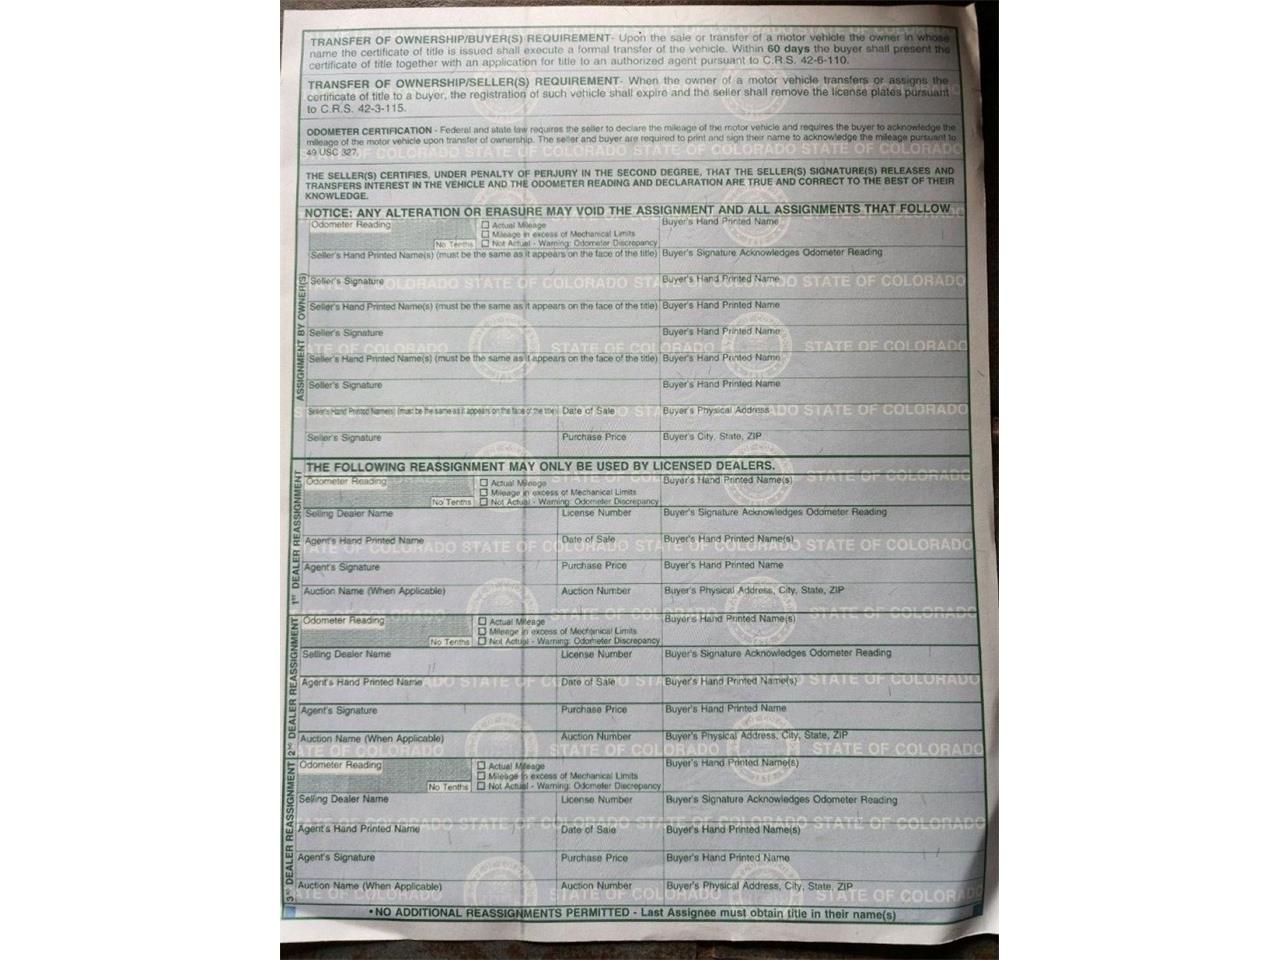 TRANSFER OF OWNERSHIP/BUYER(S) REQUIREMENT- Upon the sale or transfer of a motor vehicle the owner in whose
name the certificate of title is issued shall execute a formal transfer of the vehicle. Within 60 days the buyer shall present the
certificate of title together with an application for title to an authorized agent pursuant to C.R.S. 42-6-110.
TRANSFER OF OWNERSHIP/SELLER(S) REQUIREMENT- When the owner of a motor vehicle transfers or assigns the
certificate of title to a buyer, the registration of such vehicle shall expire and the seller shall remove the license plates pursuant
to C.R.S. 42-3-115.
ODOMETER CERTIFICATION - Federal and state law requires the seller to declare the mileage of the motor vehicle and requires the buyer to acknowledge the
mileage of the motor vehicle upon transfer of ownership. The seller and buyer are required to print and sign their name to acknowledge the mileage pursuant to
49 USC 327.
THE SELLER(S) CERTIFIES, UNDER PENALTY OF PERJURY IN THE SECOND DEGREE, THAT THE SELLER(S) SIGNATURE(S) RELEASES AND
TRANSFERS INTEREST IN THE VEHICLE AND THE ODOMETER READING AND DECLARATION ARE TRUE AND CORRECT TO THE BEST OF THEIR
KNOWLEDGE.
NOTICE: ANY ALTERATION OR ERASURE MAY VOID THE ASSIGNMENT AND ALL ASSIGNMENTS THAT FOLLOW
ASSIGNMENT BY OWNER(S)
Odometer Reading
No Tenths
Actual Mileage
Mileage in excess of Mechanical Limits
Not Actual - Warning: Odometer Discrepancy
Buyer's Hand Printed Name
Seller's Hand Printed Name(s) (must be the same as it appears on the face of the title) Buyer's Signature Acknowledges Odometer Reading
Seller's Signature Buyer's Hand Printed Name
Seller's Hand Printed Name(s) (must be the same as it appears on the face of the title) Buyer's Hand Printed Name
Seller's Signature Buyer's Hand Printed Name
Seller's Hand Printed Name(s) (must be the same as it appears on the face of the title) Buyer's Hand Printed Name
Seller's Signature Buyer's Hand Printed Name
Seller's Hand Printed Name(s) (must be the same as it appears on the face of the title) Date of Sale Buyer's Physical Address
Seller's Signature Purchase Price Buyer's City, State, ZIP
THE FOLLOWING REASSIGNMENT MAY ONLY BE USED BY LICENSED DEALERS.
1ST DEALER REASSIGNMENT
Odometer Reading
No Tenths
Actual Mileage
Mileage in excess of Mechanical Limits
Not Actual - Warning: Odometer Discrepancy
Buyer's Hand Printed Name(s)
Selling Dealer Name License Number Buyer's Signature Acknowledges Odometer Reading
Agent's Hand Printed Name Date of Sale Buyer's Hand Printed Name(s)
Agent's Signature Purchase Price Buyer's Hand Printed Name
Auction Name (When Applicable) Auction Number Buyer's Physical Address, City, State, ZIP
2ND DEALER REASSIGNMENT
Odometer Reading
No Tenths
Actual Mileage
Mileage in excess of Mechanical Limits
Not Actual - Warning: Odometer Discrepancy
Buyer's Hand Printed Name(s)
Selling Dealer Name License Number Buyer's Signature Acknowledges Odometer Reading
Agent's Hand Printed Name Date of Sale Buyer's Hand Printed Name(s)
Agent's Signature Purchase Price Buyer's Hand Printed Name
Auction Name (When Applicable) Auction Number Buyer's Physical Address, City, State, ZIP
3RD DEALER REASSIGNMENT
Odometer Reading
No Tenths
Actual Mileage
Mileage in excess of Mechanical Limits
Not Actual - Warning: Odometer Discrepancy
Buyer's Hand Printed Name(s)
Selling Dealer Name License Number Buyer's Signature Acknowledges Odometer Reading
Agent's Hand Printed Name Date of Sale Buyer's Hand Printed Name(s)
Agent's Signature Purchase Price Buyer's Hand Printed Name
Auction Name (When Applicable) Auction Number Buyer's Physical Address, City, State, ZIP
• NO ADDITIONAL REASSIGNMENTS PERMITTED - Last Assignee must obtain title in their name(s)
STATE OF COLORADO